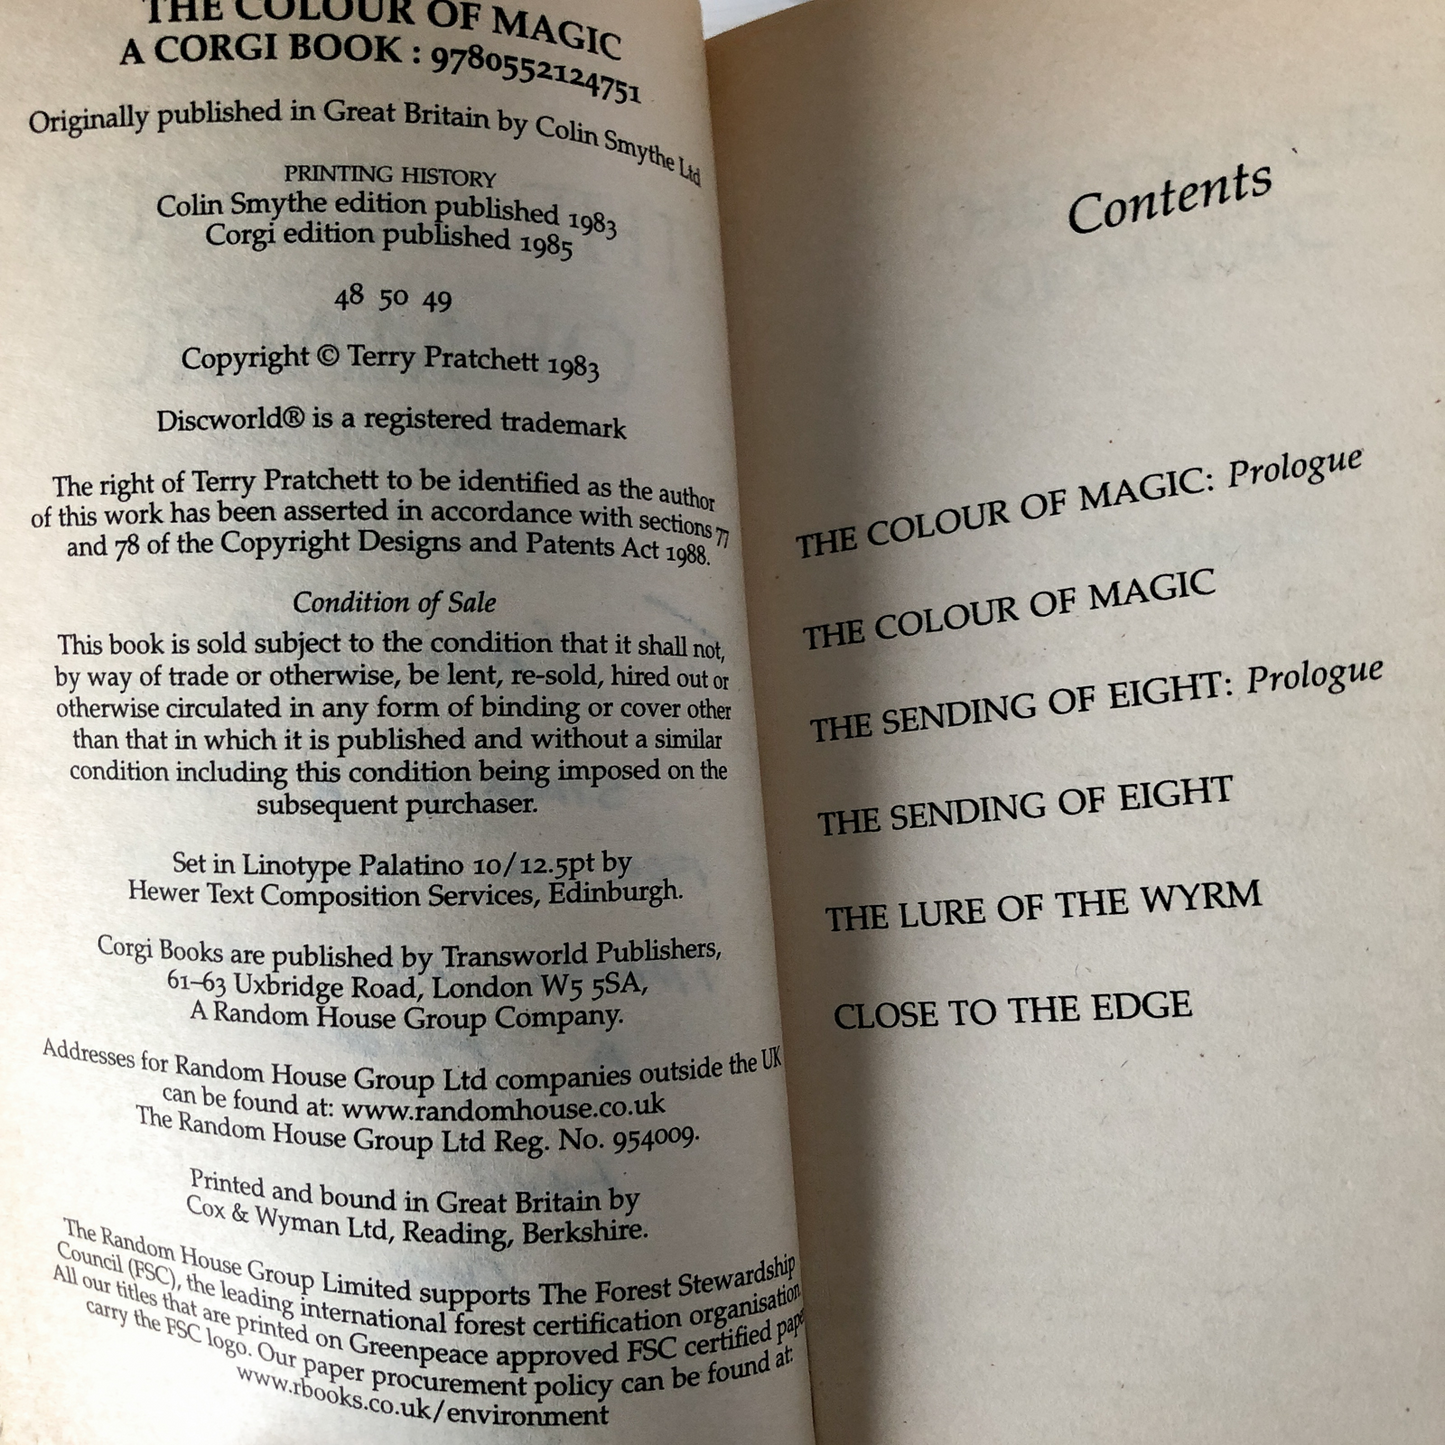 THE COLOUR OF MAGIC
A CORGI BOOK : 9780552124751
Originally published in Great Britain by Colin Smythe Ltd
PRINTING HISTORY
Colin Smythe edition published 1983
Corgi edition published 1985
48 50 49
Copyright © Terry Pratchett 1983
Discworld® is a registered trademark
The right of Terry Pratchett to be identified as the author
of this work has been asserted in accordance with sections 77
and 78 of the Copyright Designs and Patents Act 1988.
Condition of Sale
This book is sold subject to the condition that it shall not,
by way of trade or otherwise, be lent, re-sold, hired out or
otherwise circulated in any form of binding or cover other
than that in which it is published and without a similar
condition including this condition being imposed on the
subsequent purchaser.
Set in Linotype Palatino 10/12.5pt by
Hewer Text Composition Services, Edinburgh.
Corgi Books are published by Transworld Publishers,
61–63 Uxbridge Road, London W5 5SA,
A Random House Group Company.
Addresses for Random House Group Ltd companies outside the UK
can be found at: www.randomhouse.co.uk
The Random House Group Ltd Reg. No. 954009.
Printed and bound in Great Britain by
Cox & Wyman Ltd, Reading, Berkshire.
The Random House Group Limited supports The Forest Stewardship
Council (FSC), the leading international forest certification organisation
All our titles that are printed on Greenpeace approved FSC certified pape
carry the FSC logo. Our paper procurement policy can be found at:
www.rbooks.co.uk/environment
Contents
THE COLOUR OF MAGIC: Prologue
THE COLOUR OF MAGIC
THE SENDING OF EIGHT: Prologue
THE SENDING OF EIGHT
THE LURE OF THE WYRM
CLOSE TO THE EDGE